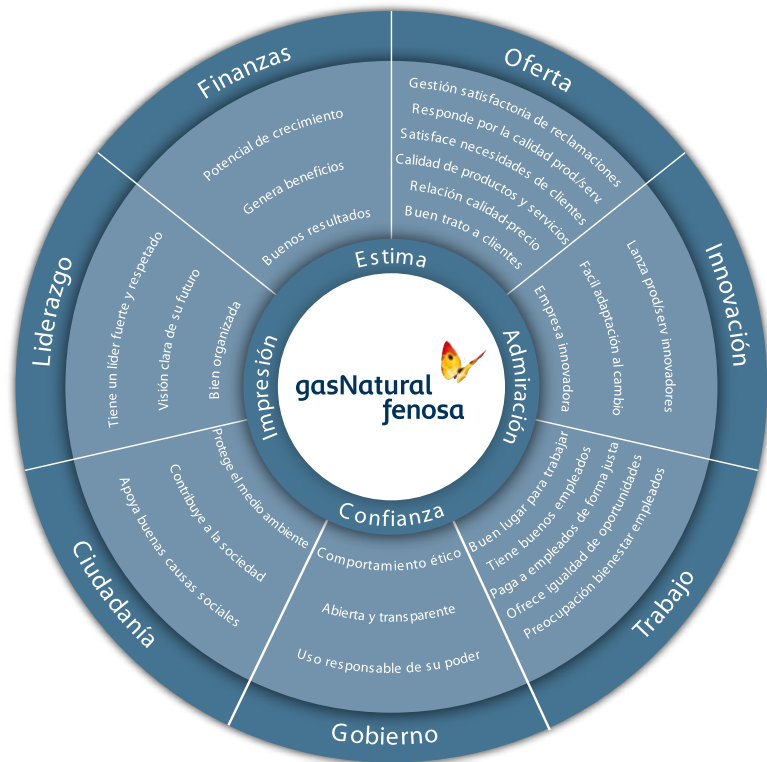 Finanzas
Potencial de crecimiento
Genera beneficios
Buenos resultados
Oferta
Gestión satisfactoria de reclamaciones
Responde por la calidad prod/serv.
Satisface necesidades de clientes
Calidad de productos y servicios
Relación calidad-precio
Buen trato a clientes
Innovación
Lanza prod/serv innovadores
Facil adaptación al cambio
Empresa innovadora
Trabajo
Buen lugar para trabajar
Tiene buenos empleados
Paga a empleados de forma justa
Ofrece igualdad de oportunidades
Preocupación bienestar empleados
Gobierno
Comportamiento ético
Abierta y transparente
Uso responsable de su poder
Ciudadanía
Protege el medio ambiente
Contribuye a la sociedad
Apoya buenas causas sociales
Liderazgo
Tiene un líder fuerte y respetado
Visión clara de su futuro
Bien organizada
Estima
Admiración
Confianza
Impresión
gasNatural
fenosa